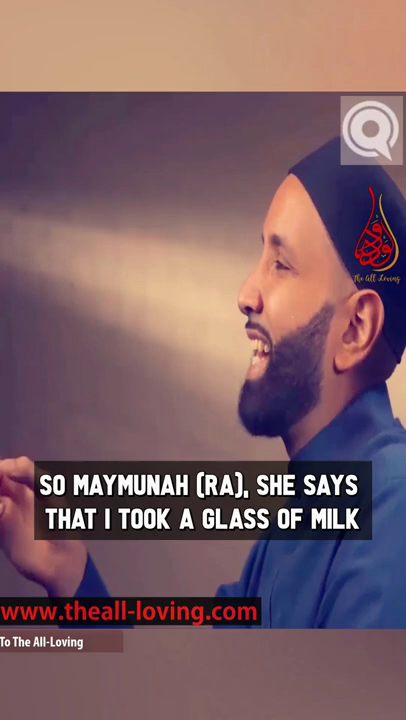 the All-Loving
SO MAYMUNAH (RA), SHE SAYS
THAT I TOOK A GLASS OF MILK
www.theall-loving.com
To The All-Loving